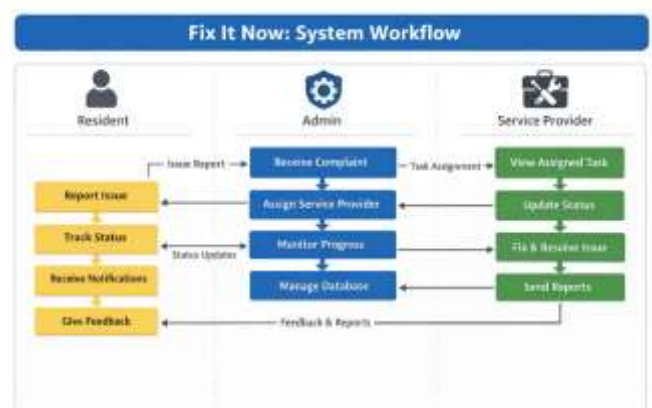 Fix It Now: System Workflow
Resident
Admin
Service Provider
Issue Report
Receive Complaint
Task Assignment
View Assigned Task
Report Issue
Assign Service Provider
Update Status
Track Status
Status Updates
Monitor Progress
Fix & Resolve Issue
Receive Notifications
Manage Database
Send Reports
Give Feedback
Feedback & Reports